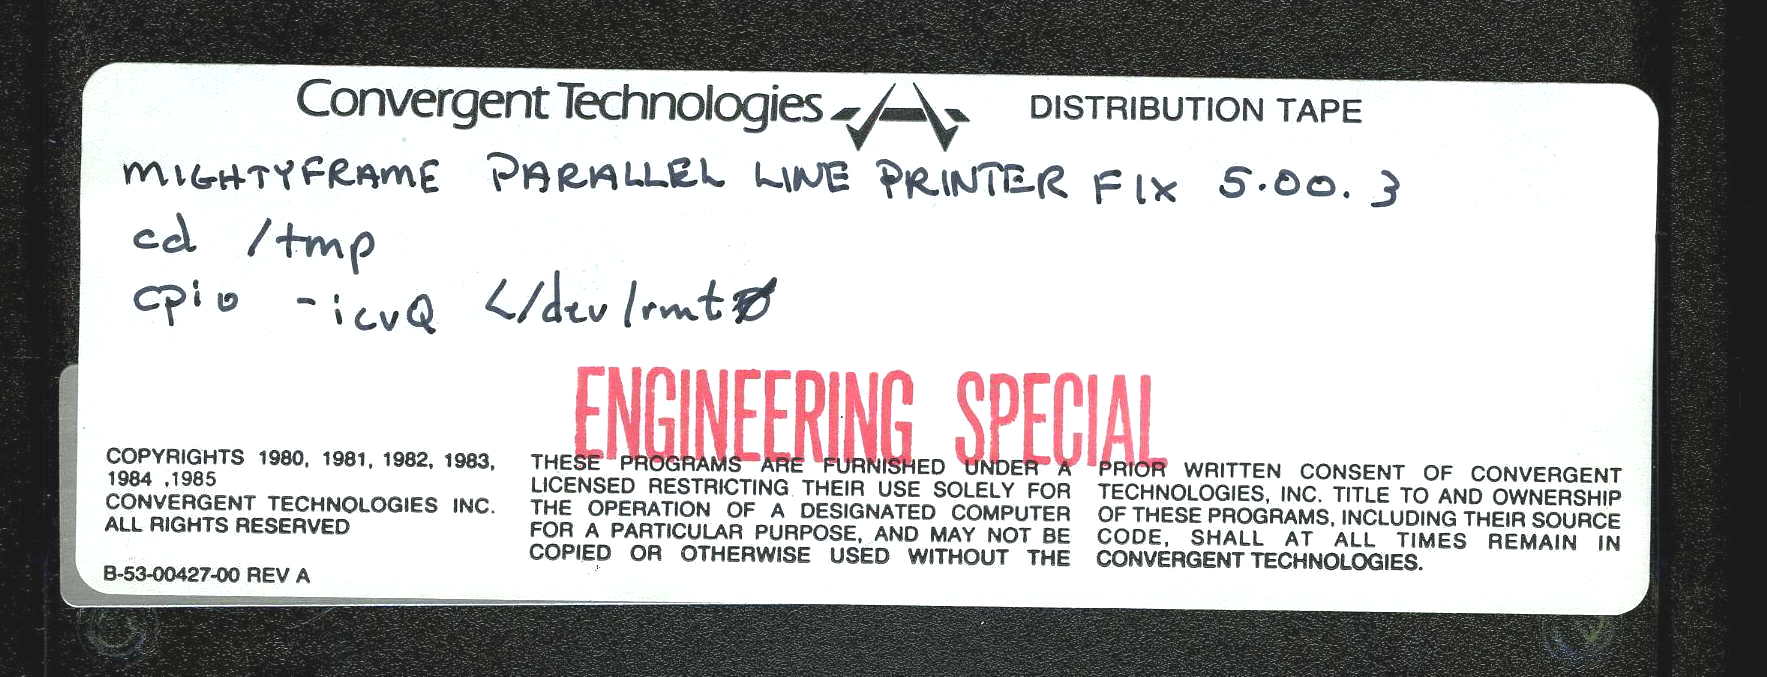 Convergent Technologies DISTRIBUTION TAPE
MIGHTYFRAME PARALLEL LINE PRINTER FIX 5.00.3
cd /tmp
cpio -icvQ </dev/rmt0
ENGINEERING SPECIAL
COPYRIGHTS 1980, 1981, 1982, 1983,
1984 ,1985
CONVERGENT TECHNOLOGIES INC.
ALL RIGHTS RESERVED
B-53-00427-00 REV A
THESE PROGRAMS ARE FURNISHED UNDER A
LICENSED RESTRICTING THEIR USE SOLELY FOR
THE OPERATION OF A DESIGNATED COMPUTER
FOR A PARTICULAR PURPOSE, AND MAY NOT BE
COPIED OR OTHERWISE USED WITHOUT THE
PRIOR WRITTEN CONSENT OF CONVERGENT
TECHNOLOGIES, INC. TITLE TO AND OWNERSHIP
OF THESE PROGRAMS, INCLUDING THEIR SOURCE
CODE, SHALL AT ALL TIMES REMAIN IN
CONVERGENT TECHNOLOGIES.